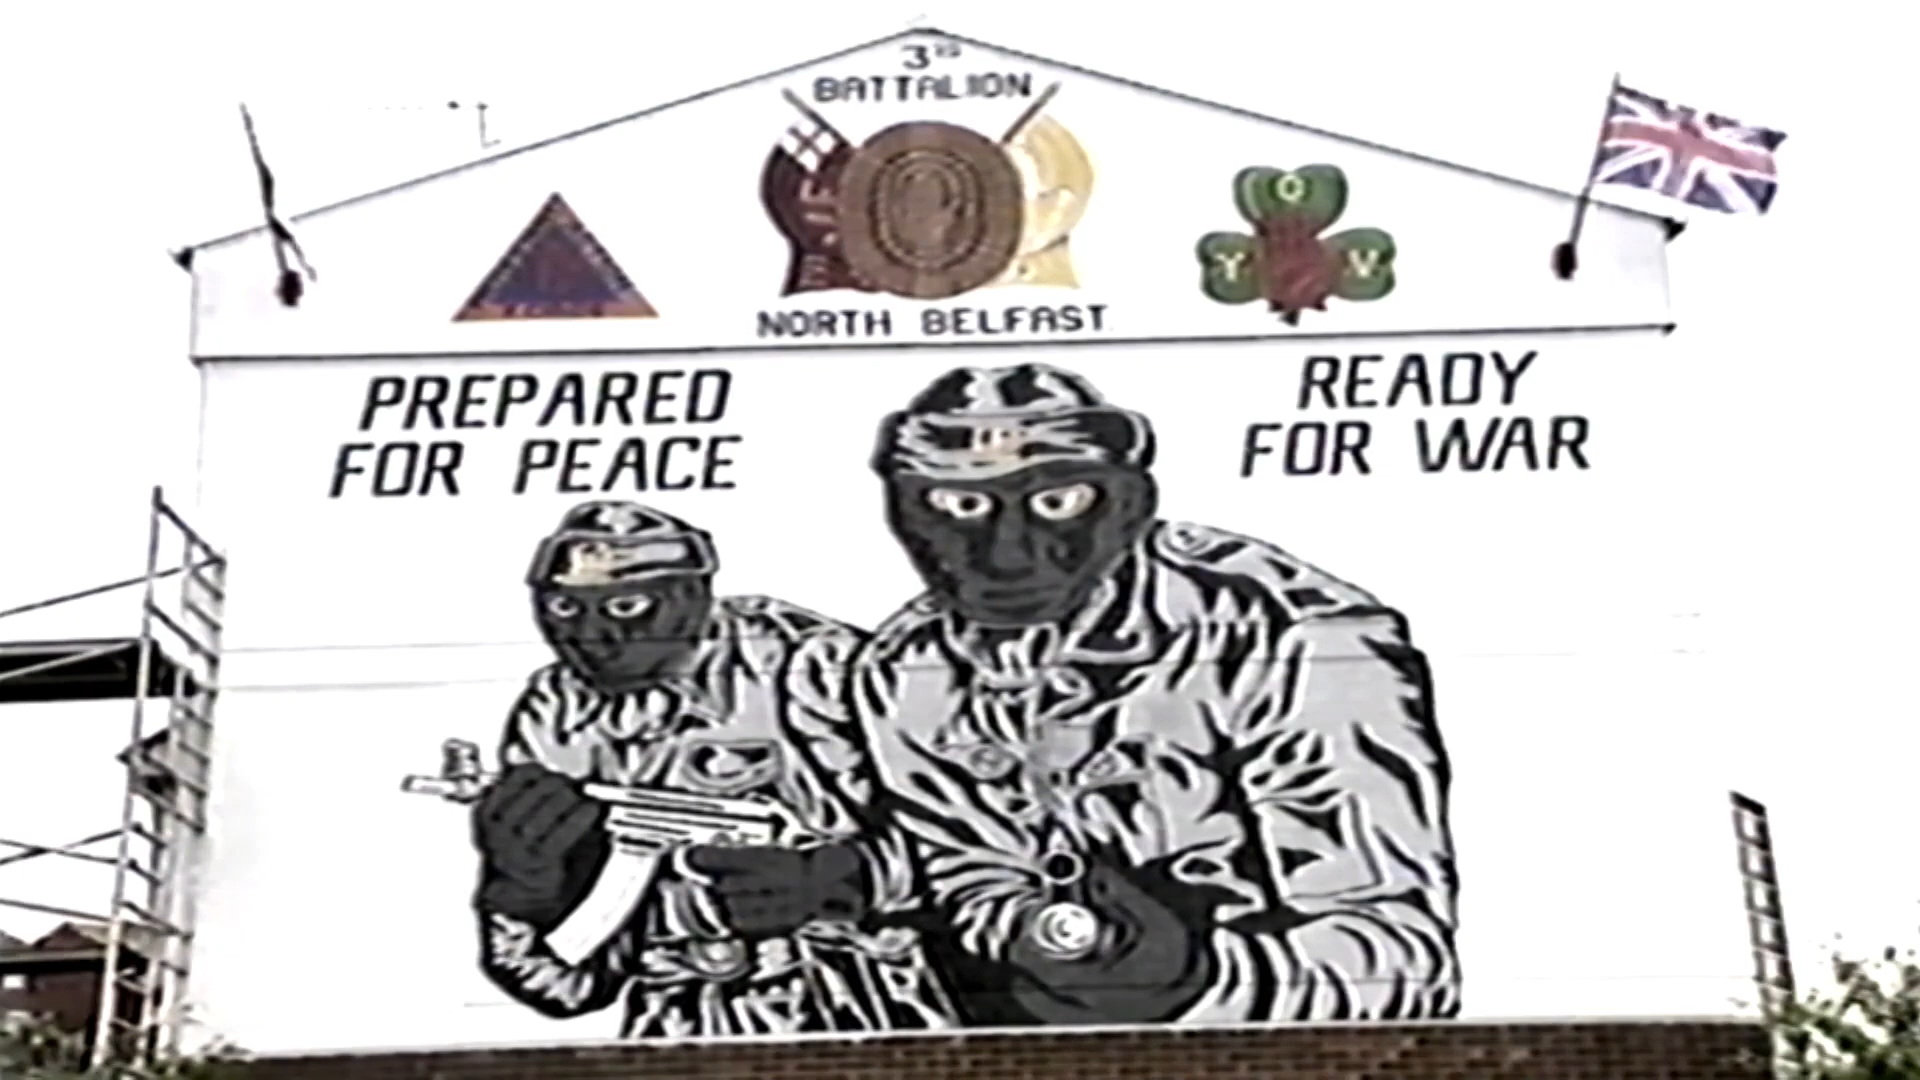 3RD
BATTALION
Y
C
V
NORTH BELFAST
PREPARED
FOR PEACE
READY
FOR WAR